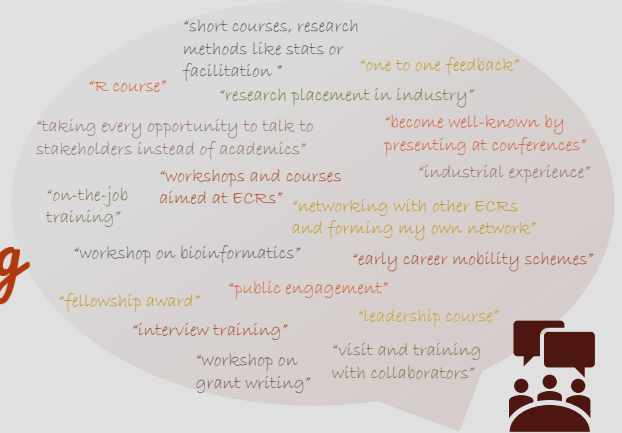 “short courses, research
methods like stats or
facilitation ”
“one to one feedback”
“R course”
“research placement in industry”
“taking every opportunity to talk to
stakeholders instead of academics”
“become well-known by
presenting at conferences”
“workshops and courses
aimed at ECRs”
“industrial experience”
“on-the-job
training”
“networking with other ECRs
and forming my own network”
“workshop on bioinformatics”
“early career mobility schemes”
g
“public engagement”
“fellowship award”
“leadership course”
“interview training”
“workshop on
grant writing”
“visit and training
with collaborators”